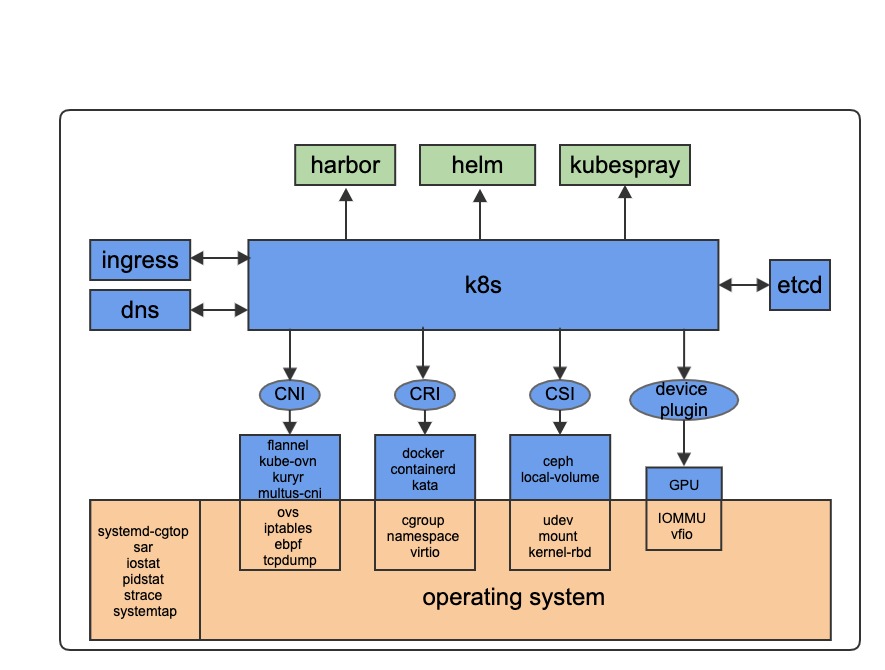 harbor
helm
kubespray
ingress
dns
k8s
etcd
CNI
CRI
CSI
device
plugin
flannel
kube-ovn
kuryr
multus-cni
docker
containerd
kata
ceph
local-volume
GPU
systemd-cgtop
sar
iostat
pidstat
strace
systemtap
ovs
iptables
ebpf
tcpdump
cgroup
namespace
virtio
udev
mount
kernel-rbd
IOMMU
vfio
operating system